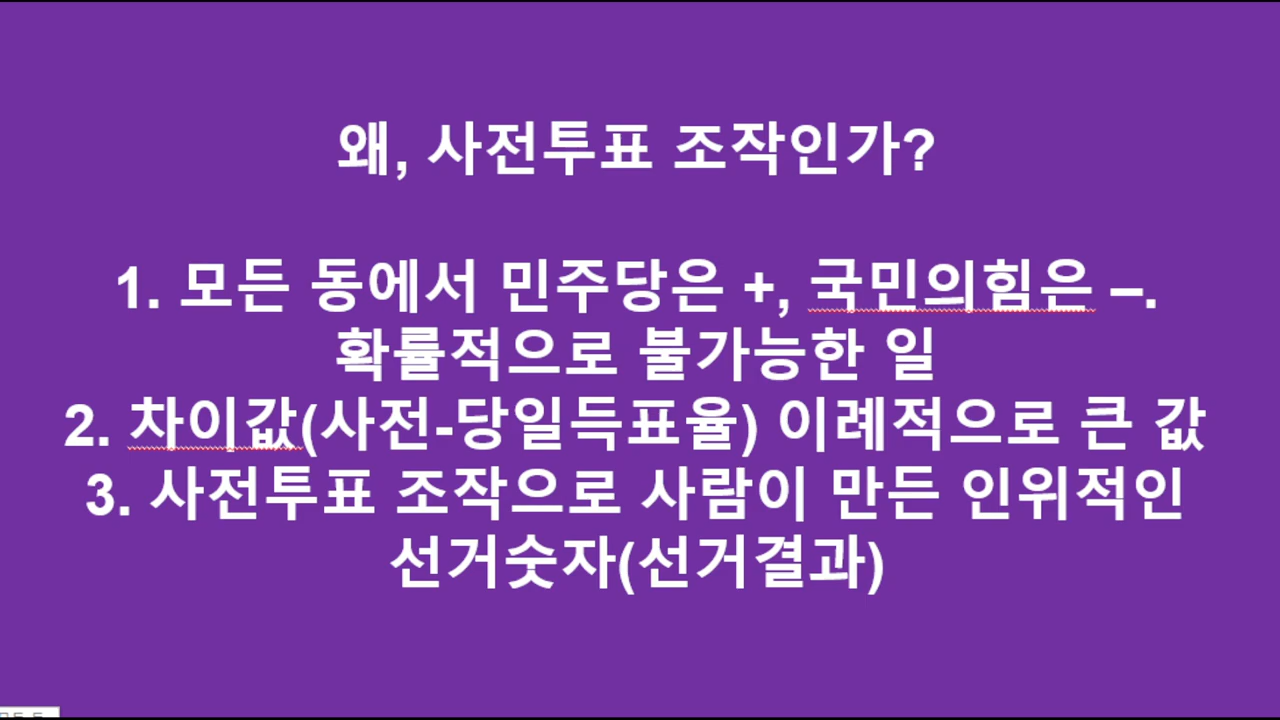 왜, 사전투표 조작인가?
1. 모든 동에서 민주당은 +, 국민의힘은 –.
확률적으로 불가능한 일
2. 차이값(사전-당일득표율) 이례적으로 큰 값
3. 사전투표 조작으로 사람이 만든 인위적인
선거숫자(선거결과)